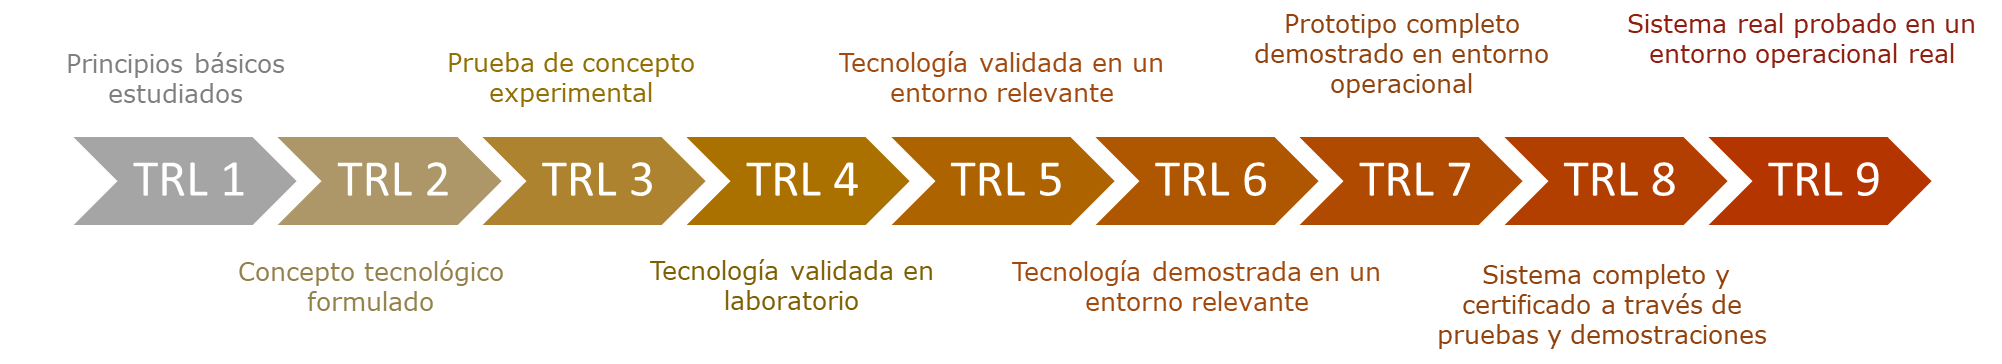 Principios básicos
estudiados
Prueba de concepto
experimental
Tecnología validada en un
entorno relevante
Prototipo completo
demostrado en entorno
operacional
Sistema real probado en un
entorno operacional real
TRL 1
TRL 2
TRL 3
TRL 4
TRL 5
TRL 6
TRL 7
TRL 8
TRL 9
Concepto tecnológico
formulado
Tecnología validada en
laboratorio
Tecnología demostrada en un
entorno relevante
Sistema completo y
certificado a través de
pruebas y demostraciones